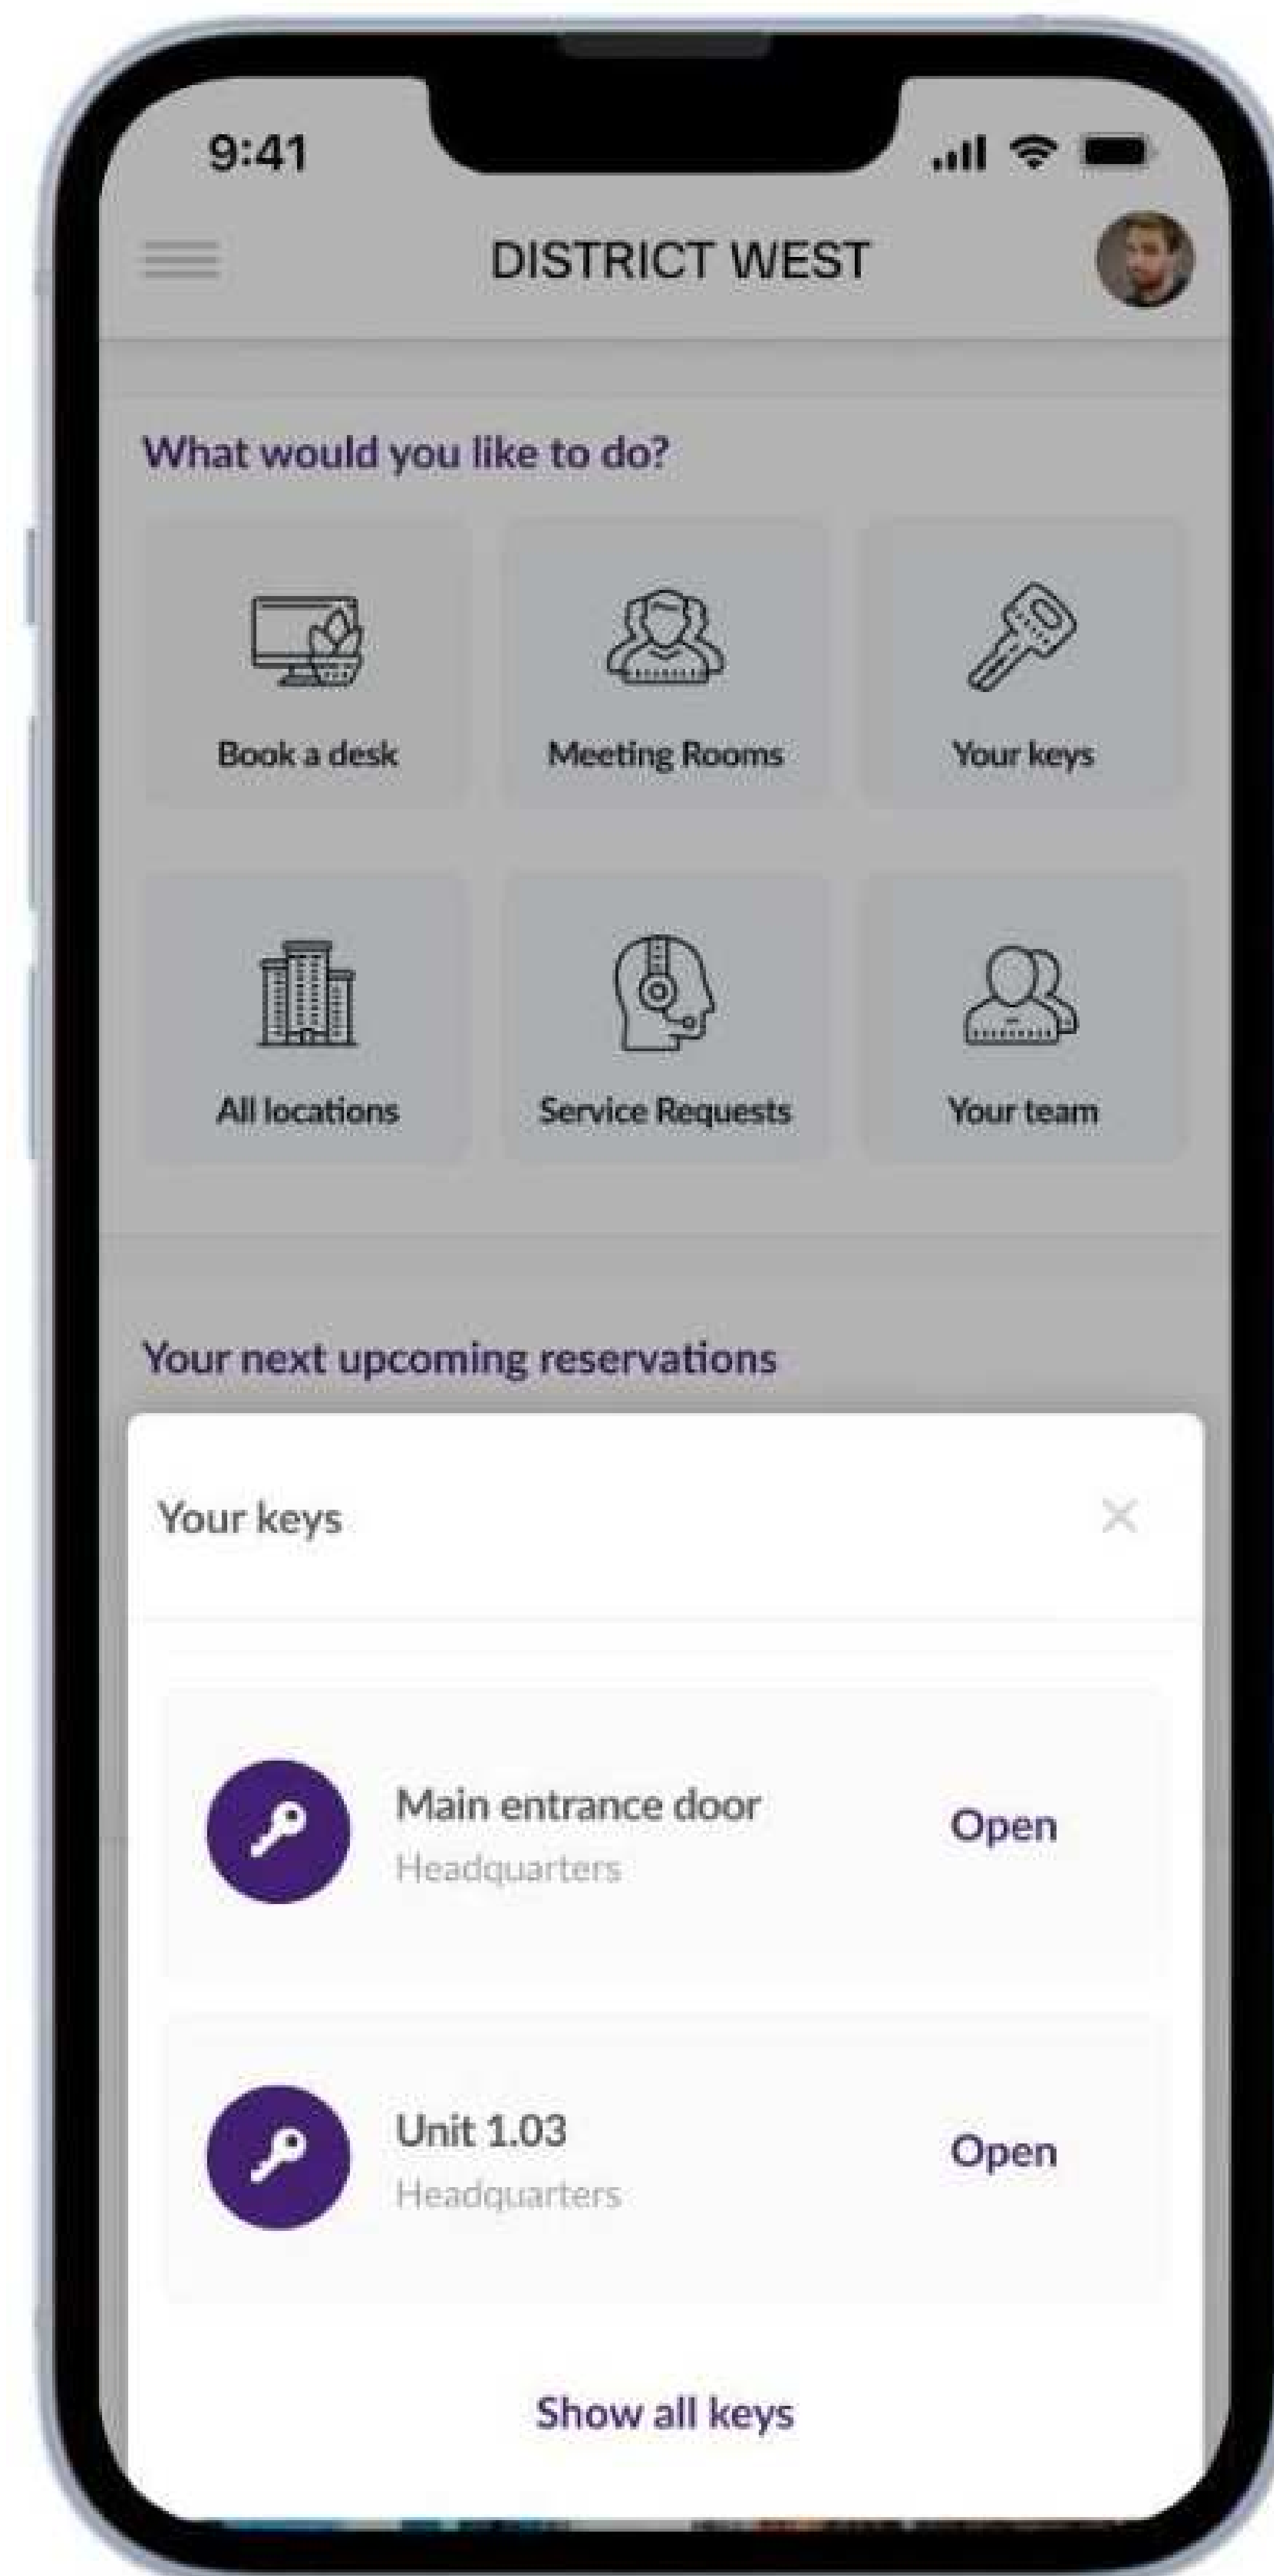 9:41
DISTRICT WEST
What would you like to do?
Book a desk
Meeting Rooms
Your keys
All locations
Service Requests
Your team
Your next upcoming reservations
Your keys
Main entrance door
Headquarters
Open
Unit 1.03
Headquarters
Open
Show all keys